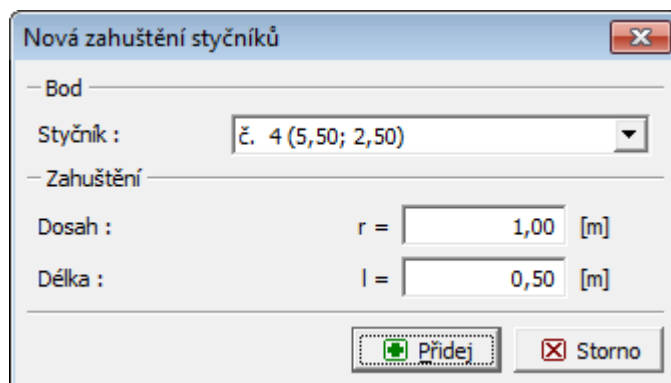 Nová zahuštění styčníků
Bod
Styčník : č. 4 (5,50; 2,50)
Zahuštění
Dosah : r = 1,00 [m]
Délka : l = 0,50 [m]
Přidej Storno